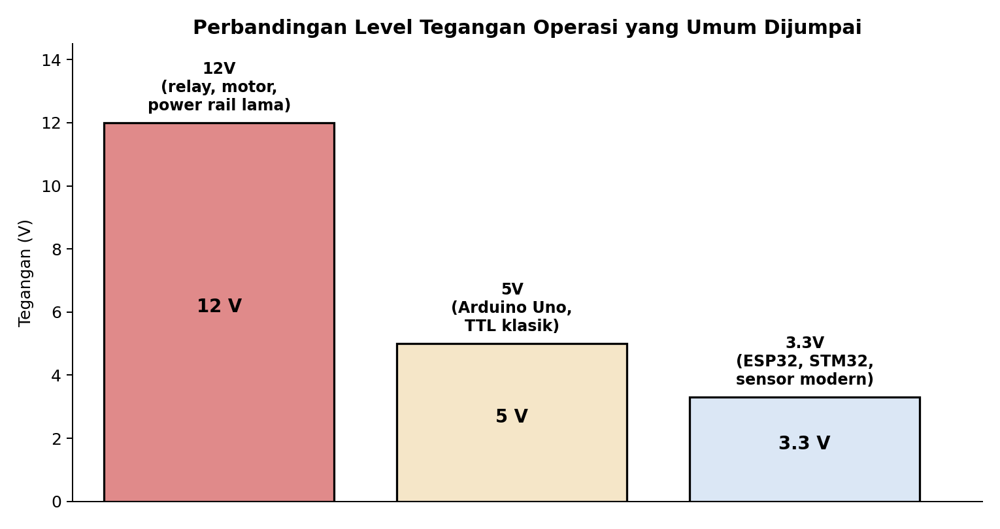 Perbandingan Level Tegangan Operasi yang Umum Dijumpai
Tegangan (V)
14
12
10
8
6
4
2
0
12V
(relay, motor,
power rail lama)
12 V
5V
(Arduino Uno,
TTL klasik)
5 V
3.3V
(ESP32, STM32,
sensor modern)
3.3 V